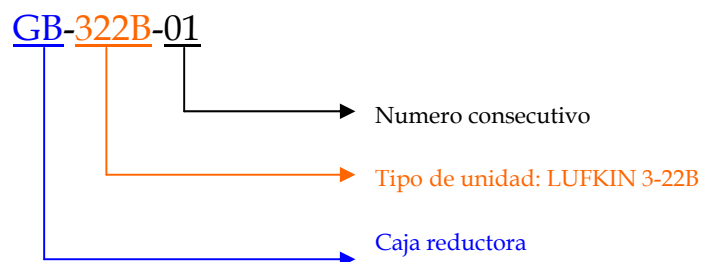 GB-322B-01
Numero consecutivo
Tipo de unidad: LUFKIN 3-22B
Caja reductora